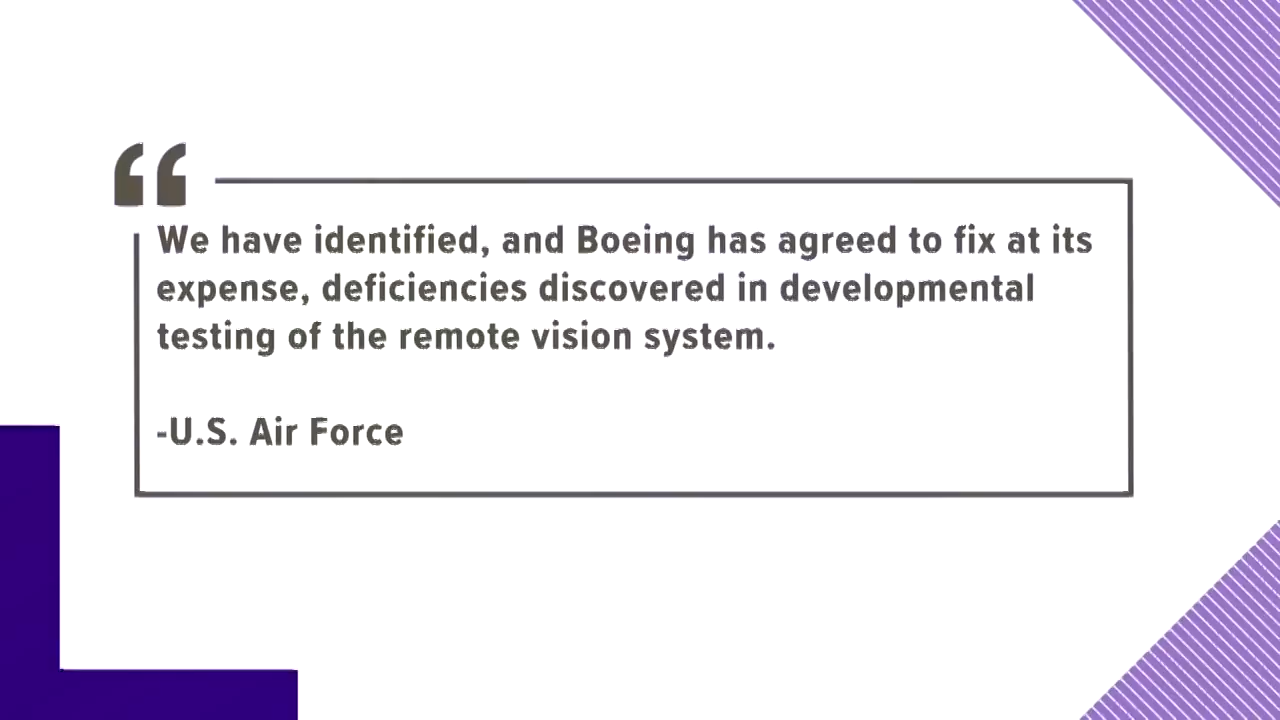 “
We have identified, and Boeing has agreed to fix at its
expense, deficiencies discovered in developmental
testing of the remote vision system.
-U.S. Air Force